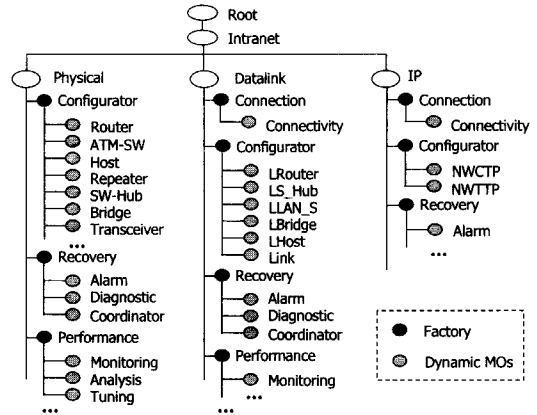 Root
Intranet
Physical
Configurator
Router
ATM-SW
Host
Repeater
SW-Hub
Bridge
Transceiver
...
Recovery
Alarm
Diagnostic
Coordinator
Performance
Monitoring
Analysis
Tuning
...
...
Datalink
Connection
Connectivity
Configurator
LRouter
LS_Hub
LLAN_S
LBridge
LHost
Link
Recovery
Alarm
Diagnostic
Coordinator
Performance
Monitoring
...
...
IP
Connection
Connectivity
Configurator
NWCTP
NWTTP
Recovery
Alarm
...
Factory
Dynamic MOs